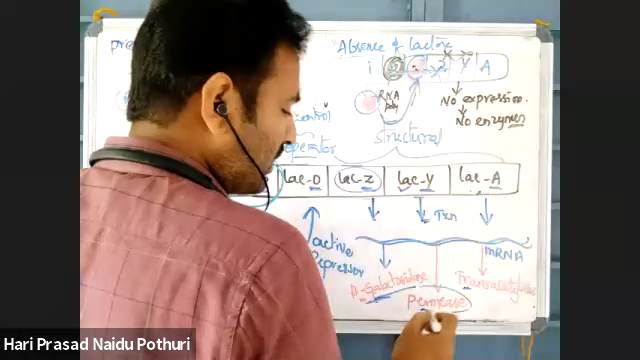 Absence of lactose
i Z Y A
RNA
poly
No expression.
No enzymes
control
Structural
operator
lac-O lac-Z lac-Y lac-A
Trn
active
Repressor
mRNA
β-Galactosidase
Transacetylase
Permease
Hari Prasad Naidu Pothuri